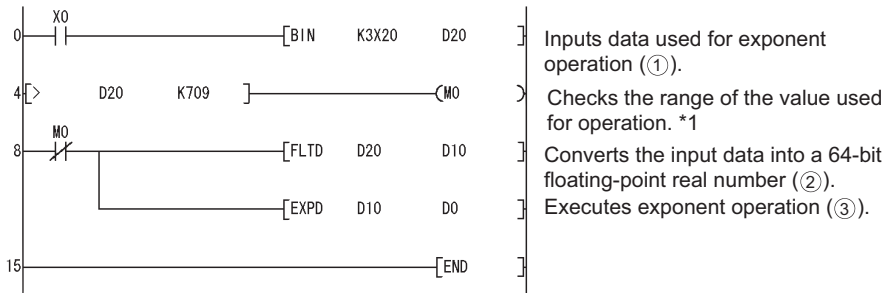 X0
0 [BIN K3X20 D20 ] Inputs data used for exponent
operation (①).
4 [> D20 K709 ] (M0 ) Checks the range of the value used
for operation. *1
M0
8 [FLTD D20 D10 ] Converts the input data into a 64-bit
floating-point real number (②).
[EXPD D10 D0 ] Executes exponent operation (③).
15 [END ]